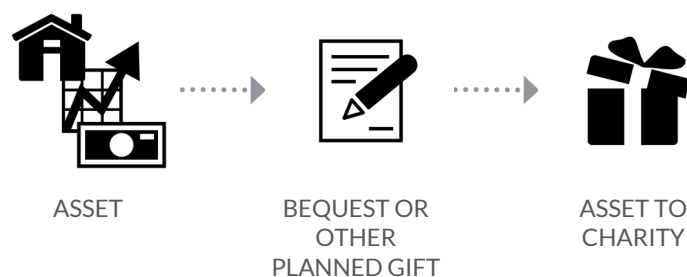 ASSET
BEQUEST OR
OTHER
PLANNED GIFT
ASSET TO
CHARITY